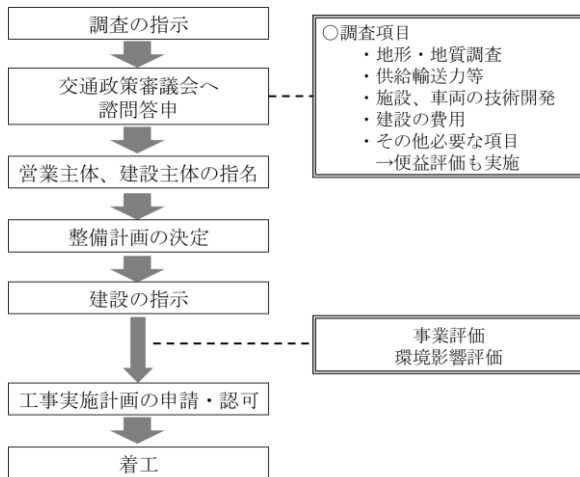 調査の指示
交通政策審議会へ
諮問答申
営業主体、建設主体の指名
整備計画の決定
建設の指示
工事実施計画の申請・認可
着工
○調査項目
・地形・地質調査
・供給輸送力等
・施設、車両の技術開発
・建設の費用
・その他必要な項目
→便益評価も実施
事業評価
環境影響評価